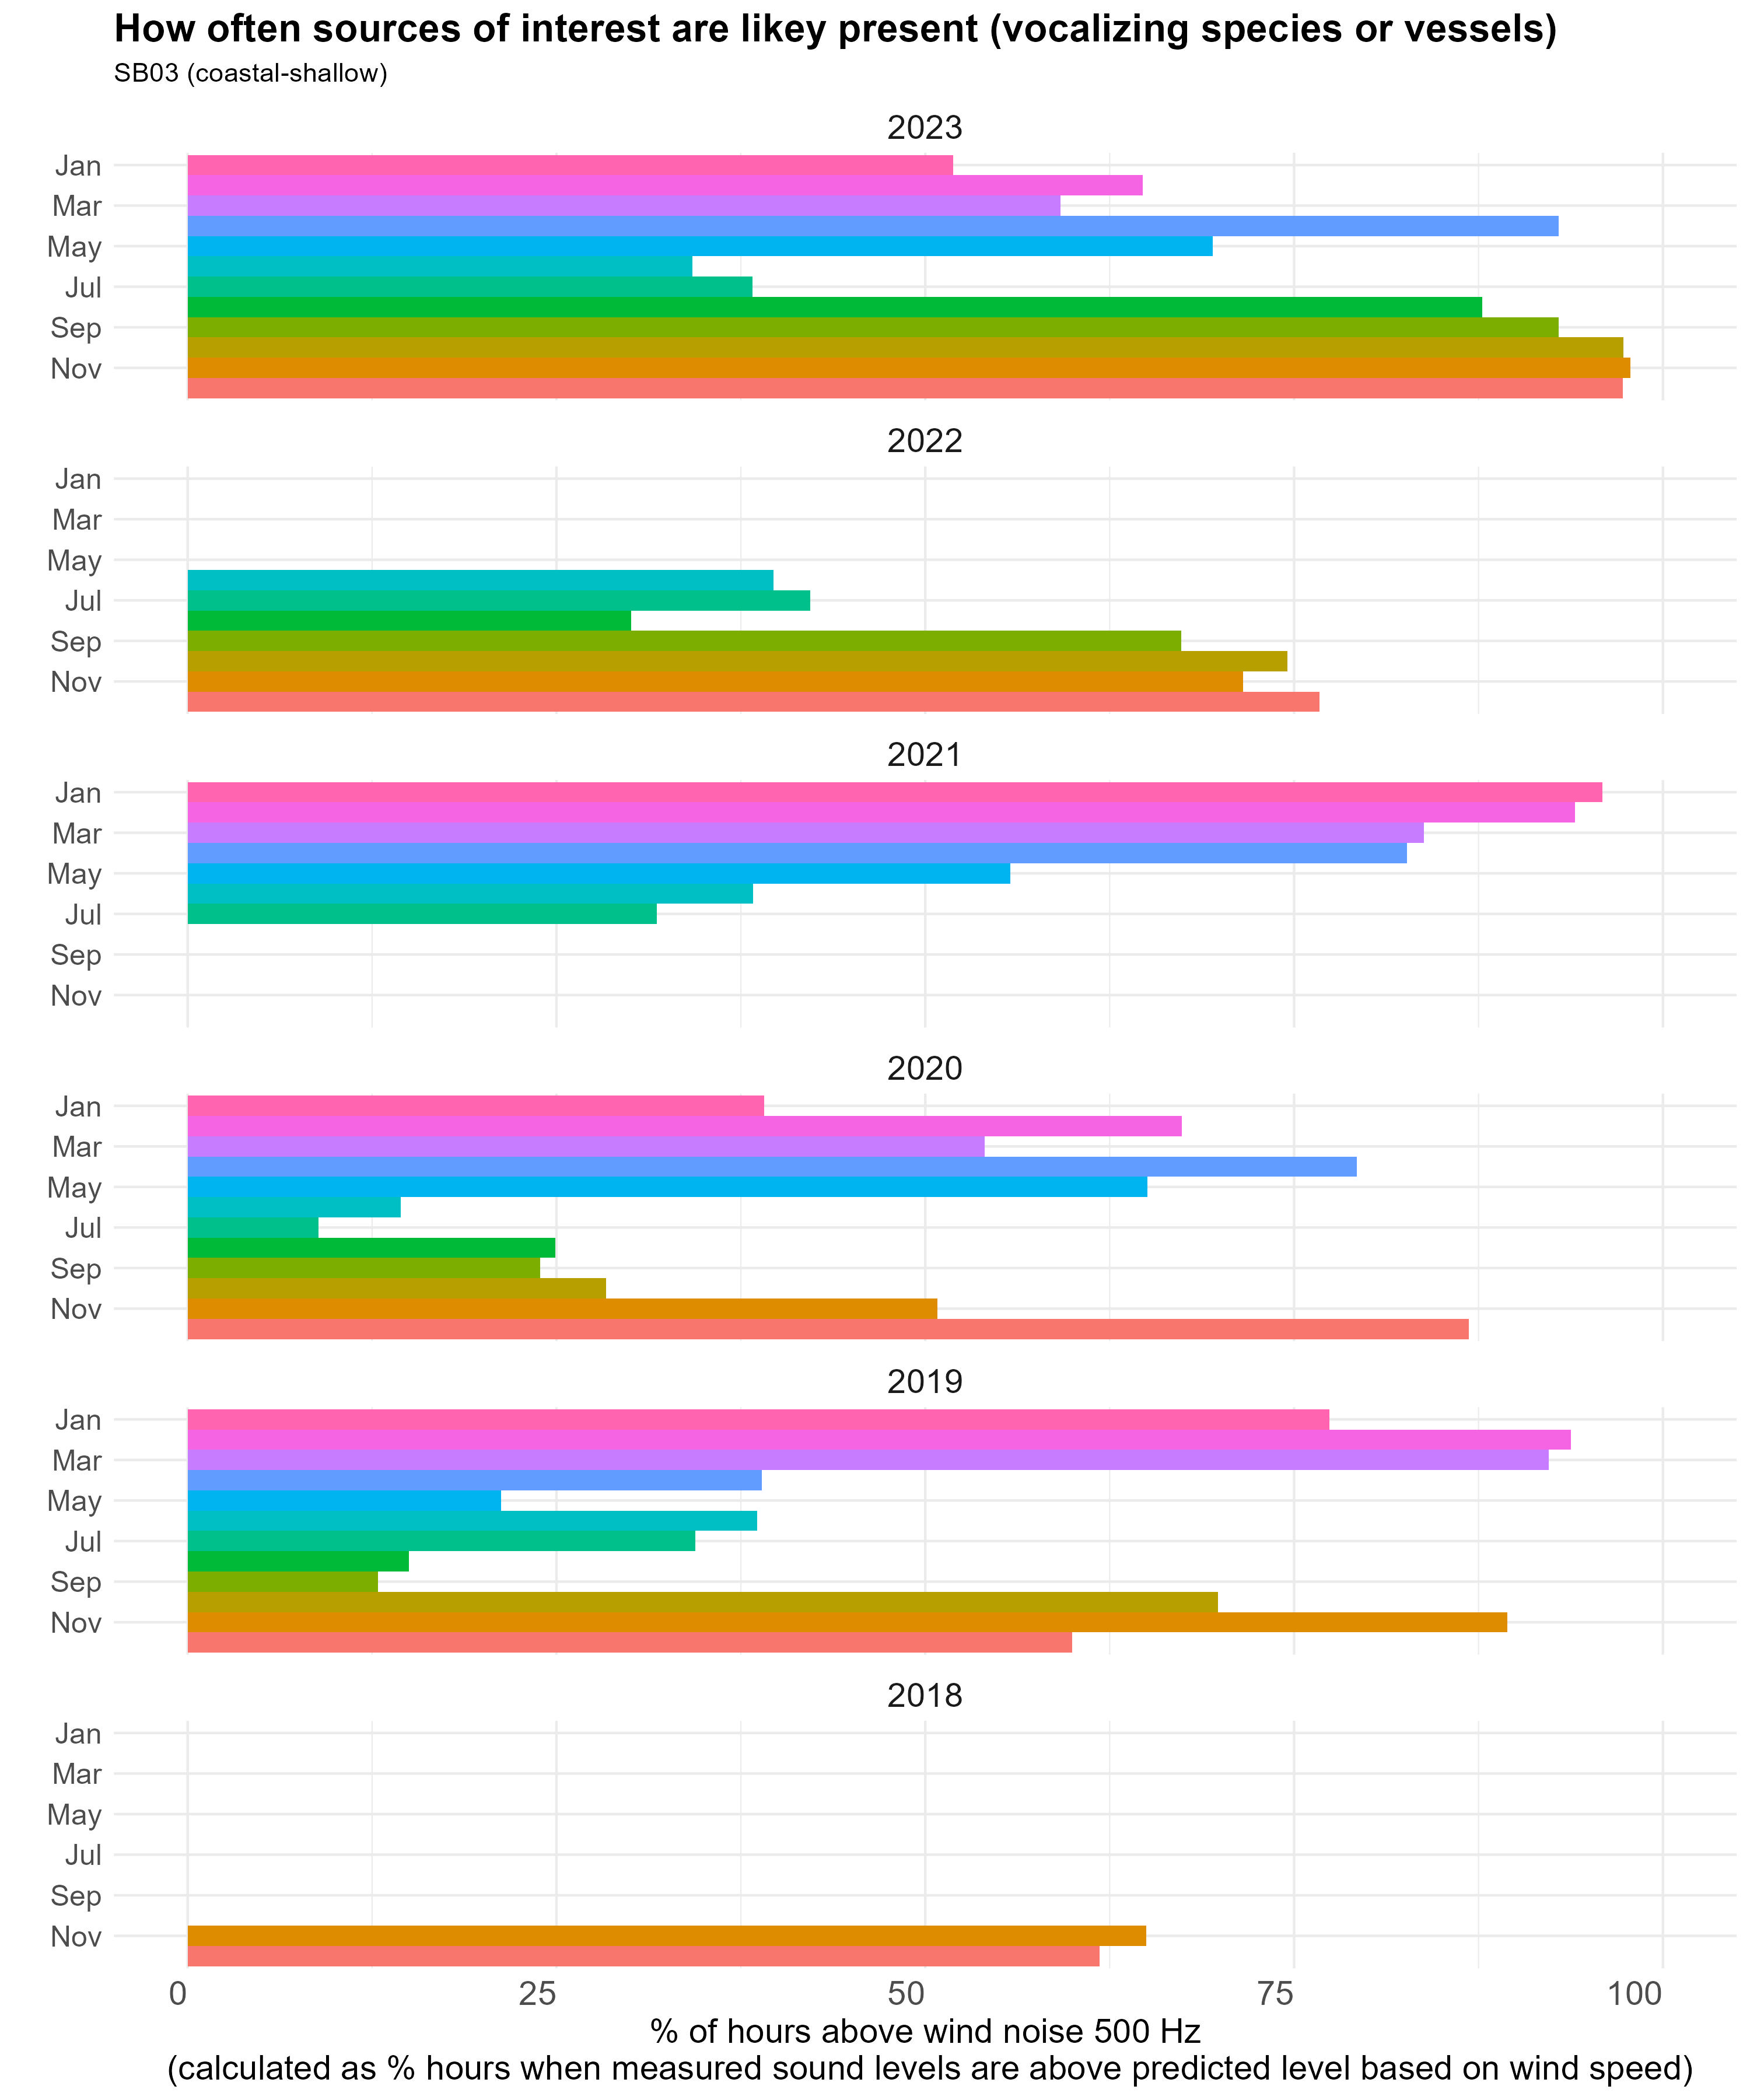 How often sources of interest are likey present (vocalizing species or vessels)
SB03 (coastal-shallow)
2023
Jan
Mar
May
Jul
Sep
Nov
2022
Jan
Mar
May
Jul
Sep
Nov
2021
Jan
Mar
May
Jul
Sep
Nov
2020
Jan
Mar
May
Jul
Sep
Nov
2019
Jan
Mar
May
Jul
Sep
Nov
2018
Jan
Mar
May
Jul
Sep
Nov
0 25 50 75 100
% of hours above wind noise 500 Hz
(calculated as % hours when measured sound levels are above predicted level based on wind speed)